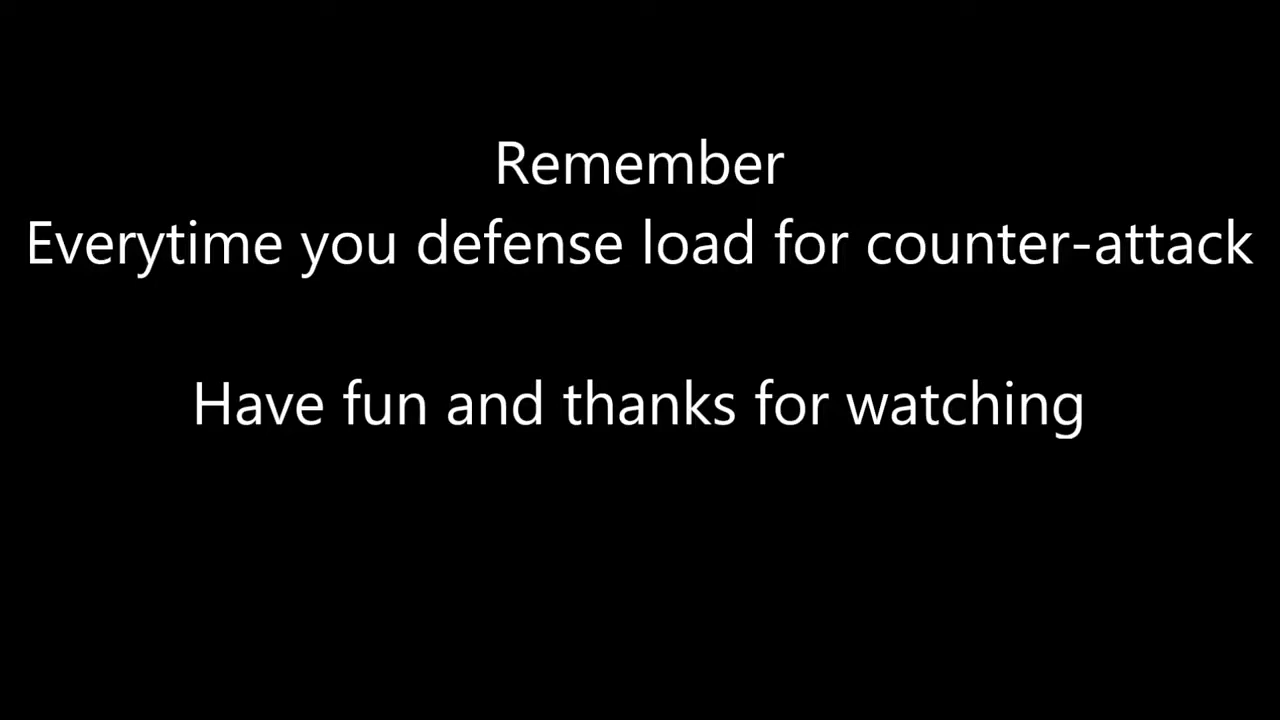 Remember
Everytime you defense load for counter-attack
Have fun and thanks for watching